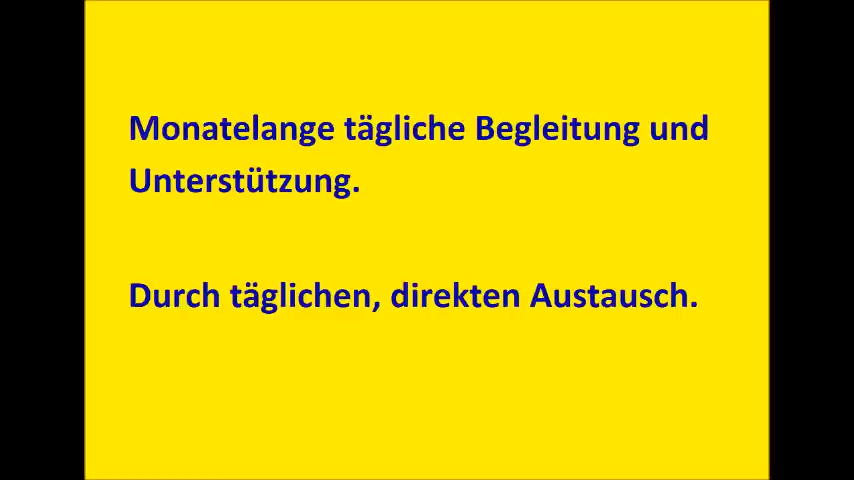 Monatelange tägliche Begleitung und
Unterstützung.
Durch täglichen, direkten Austausch.